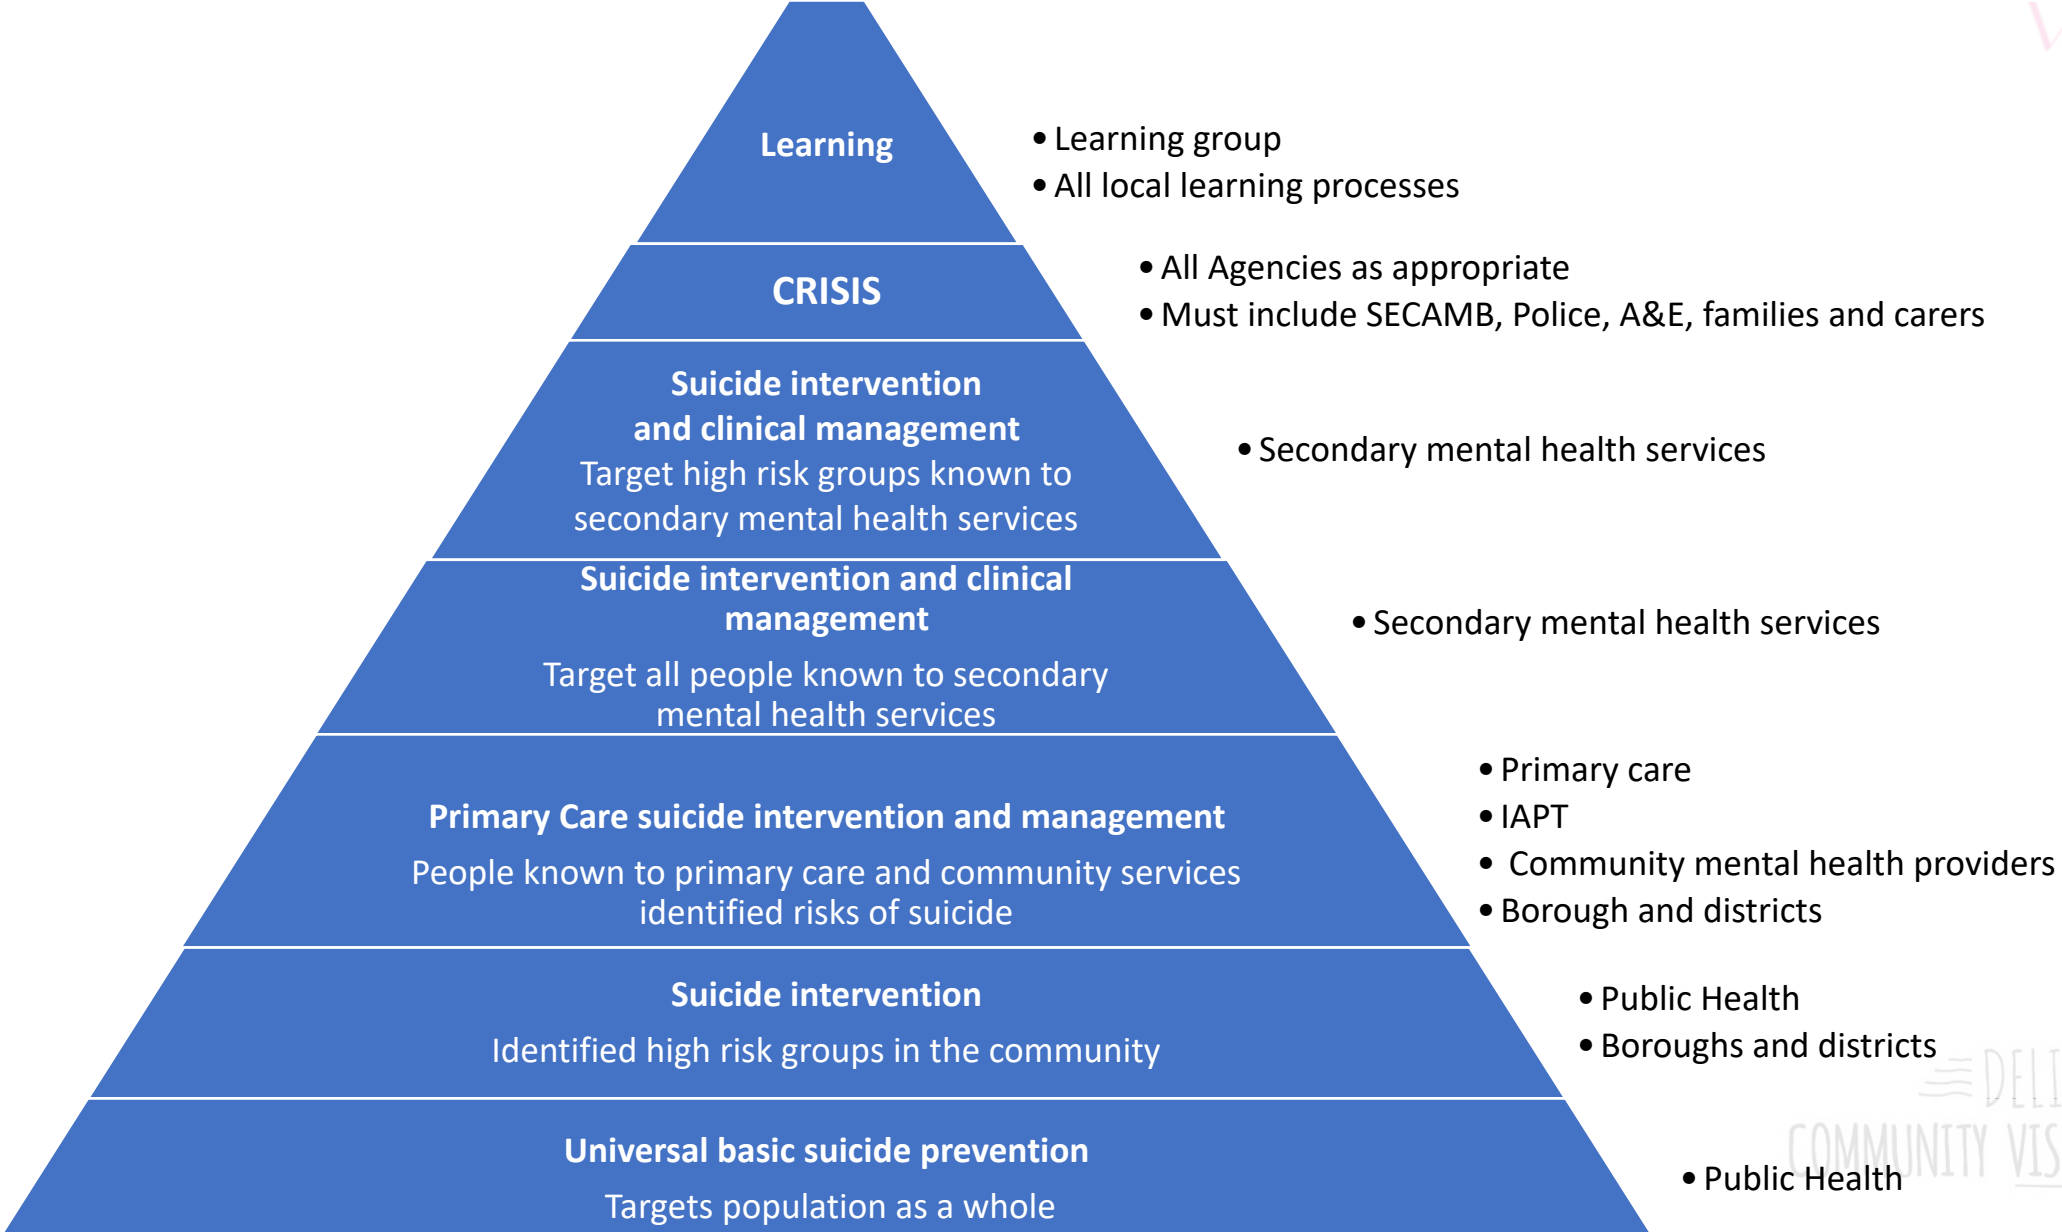 Learning
• Learning group
• All local learning processes
CRISIS
• All Agencies as appropriate
• Must include SECAMB, Police, A&E, families and carers
Suicide intervention
and clinical management
Target high risk groups known to
secondary mental health services
• Secondary mental health services
Suicide intervention and clinical
management
Target all people known to secondary
mental health services
• Secondary mental health services
Primary Care suicide intervention and management
People known to primary care and community services
identified risks of suicide
• Primary care
• IAPT
• Community mental health providers
• Borough and districts
Suicide intervention
Identified high risk groups in the community
• Public Health
• Boroughs and districts
Universal basic suicide prevention
Targets population as a whole
• Public Health
COMMUNITY